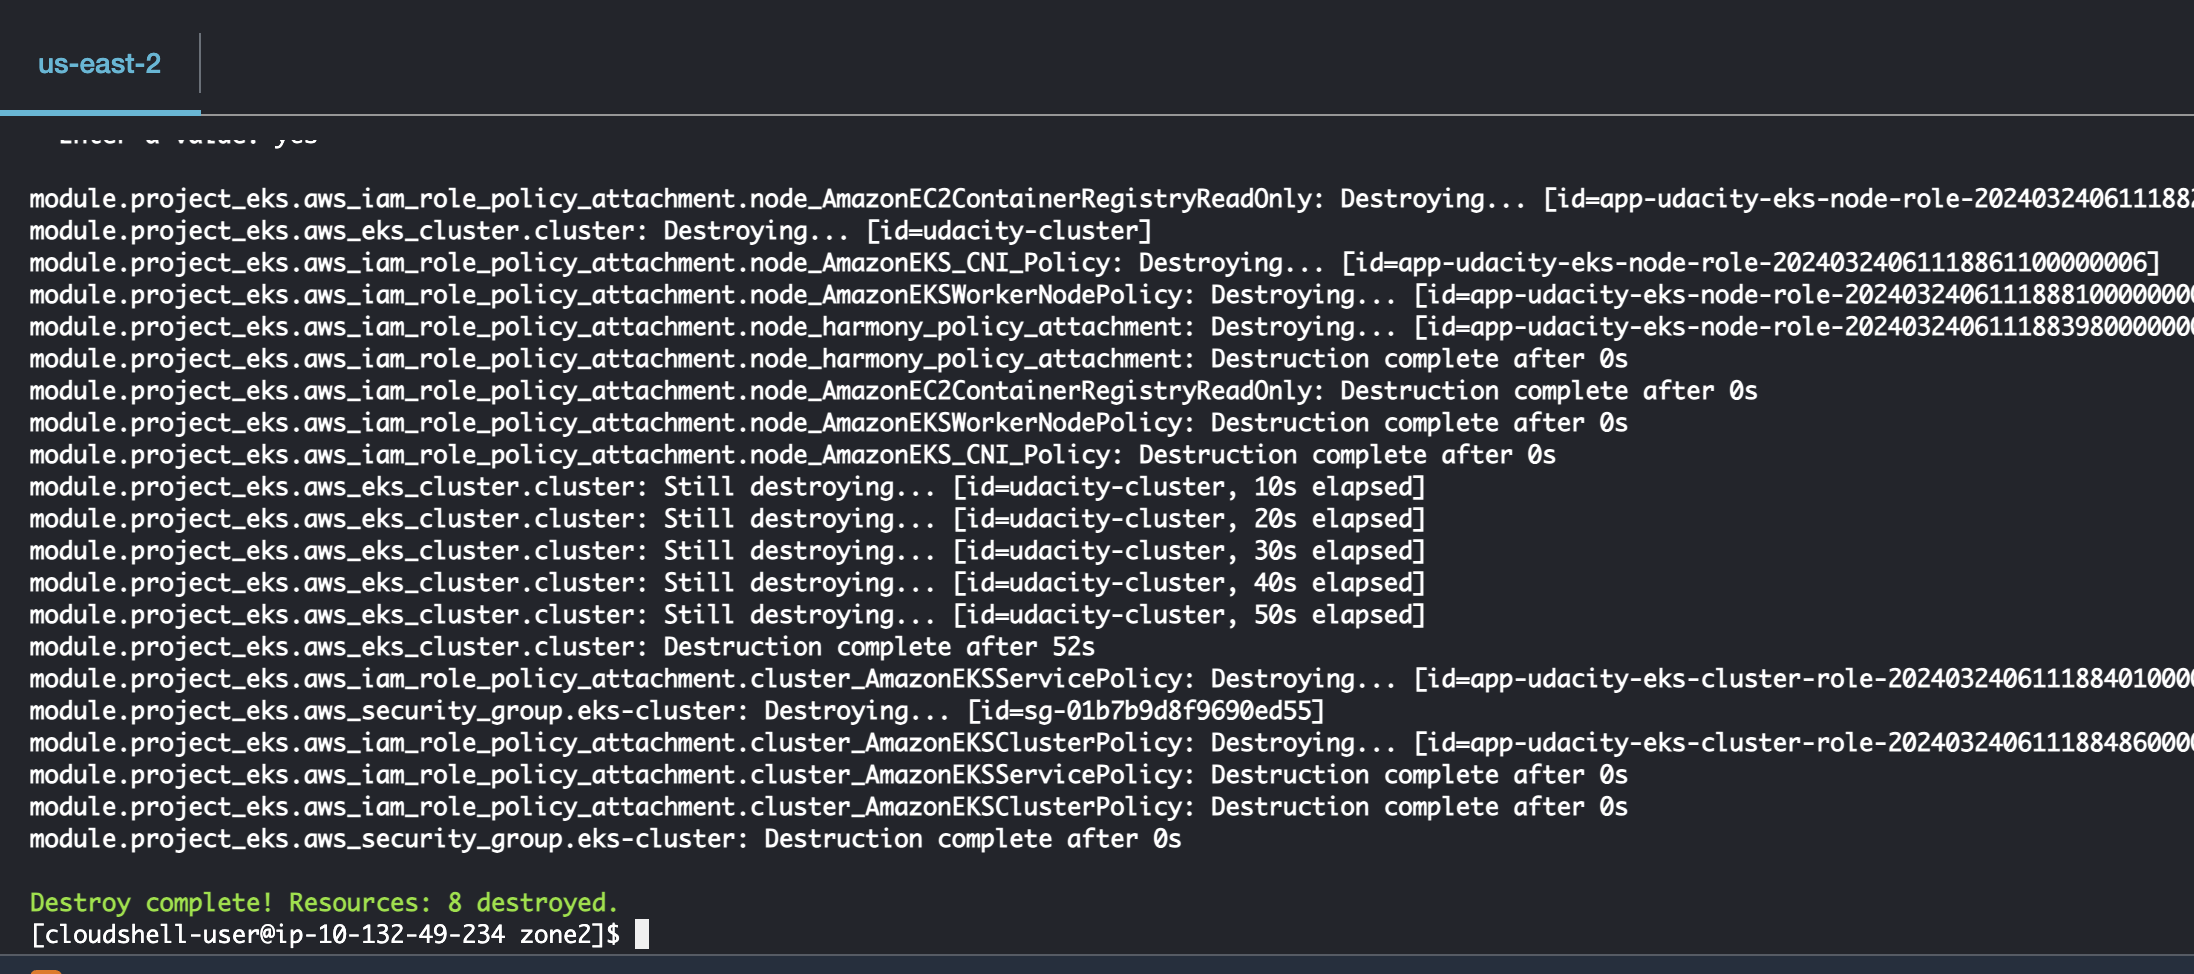 us-east-2
Enter a value: yes
module.project_eks.aws_iam_role_policy_attachment.node_AmazonEC2ContainerRegistryReadOnly: Destroying... [id=app-udacity-eks-node-role-2024032406111882
module.project_eks.aws_eks_cluster.cluster: Destroying... [id=udacity-cluster]
module.project_eks.aws_iam_role_policy_attachment.node_AmazonEKS_CNI_Policy: Destroying... [id=app-udacity-eks-node-role-20240324061118861100000006]
module.project_eks.aws_iam_role_policy_attachment.node_AmazonEKSWorkerNodePolicy: Destroying... [id=app-udacity-eks-node-role-2024032406111888100000000
module.project_eks.aws_iam_role_policy_attachment.node_harmony_policy_attachment: Destroying... [id=app-udacity-eks-node-role-2024032406111883980000000
module.project_eks.aws_iam_role_policy_attachment.node_harmony_policy_attachment: Destruction complete after 0s
module.project_eks.aws_iam_role_policy_attachment.node_AmazonEC2ContainerRegistryReadOnly: Destruction complete after 0s
module.project_eks.aws_iam_role_policy_attachment.node_AmazonEKSWorkerNodePolicy: Destruction complete after 0s
module.project_eks.aws_iam_role_policy_attachment.node_AmazonEKS_CNI_Policy: Destruction complete after 0s
module.project_eks.aws_eks_cluster.cluster: Still destroying... [id=udacity-cluster, 10s elapsed]
module.project_eks.aws_eks_cluster.cluster: Still destroying... [id=udacity-cluster, 20s elapsed]
module.project_eks.aws_eks_cluster.cluster: Still destroying... [id=udacity-cluster, 30s elapsed]
module.project_eks.aws_eks_cluster.cluster: Still destroying... [id=udacity-cluster, 40s elapsed]
module.project_eks.aws_eks_cluster.cluster: Still destroying... [id=udacity-cluster, 50s elapsed]
module.project_eks.aws_eks_cluster.cluster: Destruction complete after 52s
module.project_eks.aws_iam_role_policy_attachment.cluster_AmazonEKSServicePolicy: Destroying... [id=app-udacity-eks-cluster-role-202403240611188401000
module.project_eks.aws_security_group.eks-cluster: Destroying... [id=sg-01b7b9d8f9690ed55]
module.project_eks.aws_iam_role_policy_attachment.cluster_AmazonEKSClusterPolicy: Destroying... [id=app-udacity-eks-cluster-role-202403240611188486000
module.project_eks.aws_iam_role_policy_attachment.cluster_AmazonEKSServicePolicy: Destruction complete after 0s
module.project_eks.aws_iam_role_policy_attachment.cluster_AmazonEKSClusterPolicy: Destruction complete after 0s
module.project_eks.aws_security_group.eks-cluster: Destruction complete after 0s
Destroy complete! Resources: 8 destroyed.
[cloudshell-user@ip-10-132-49-234 zone2]$